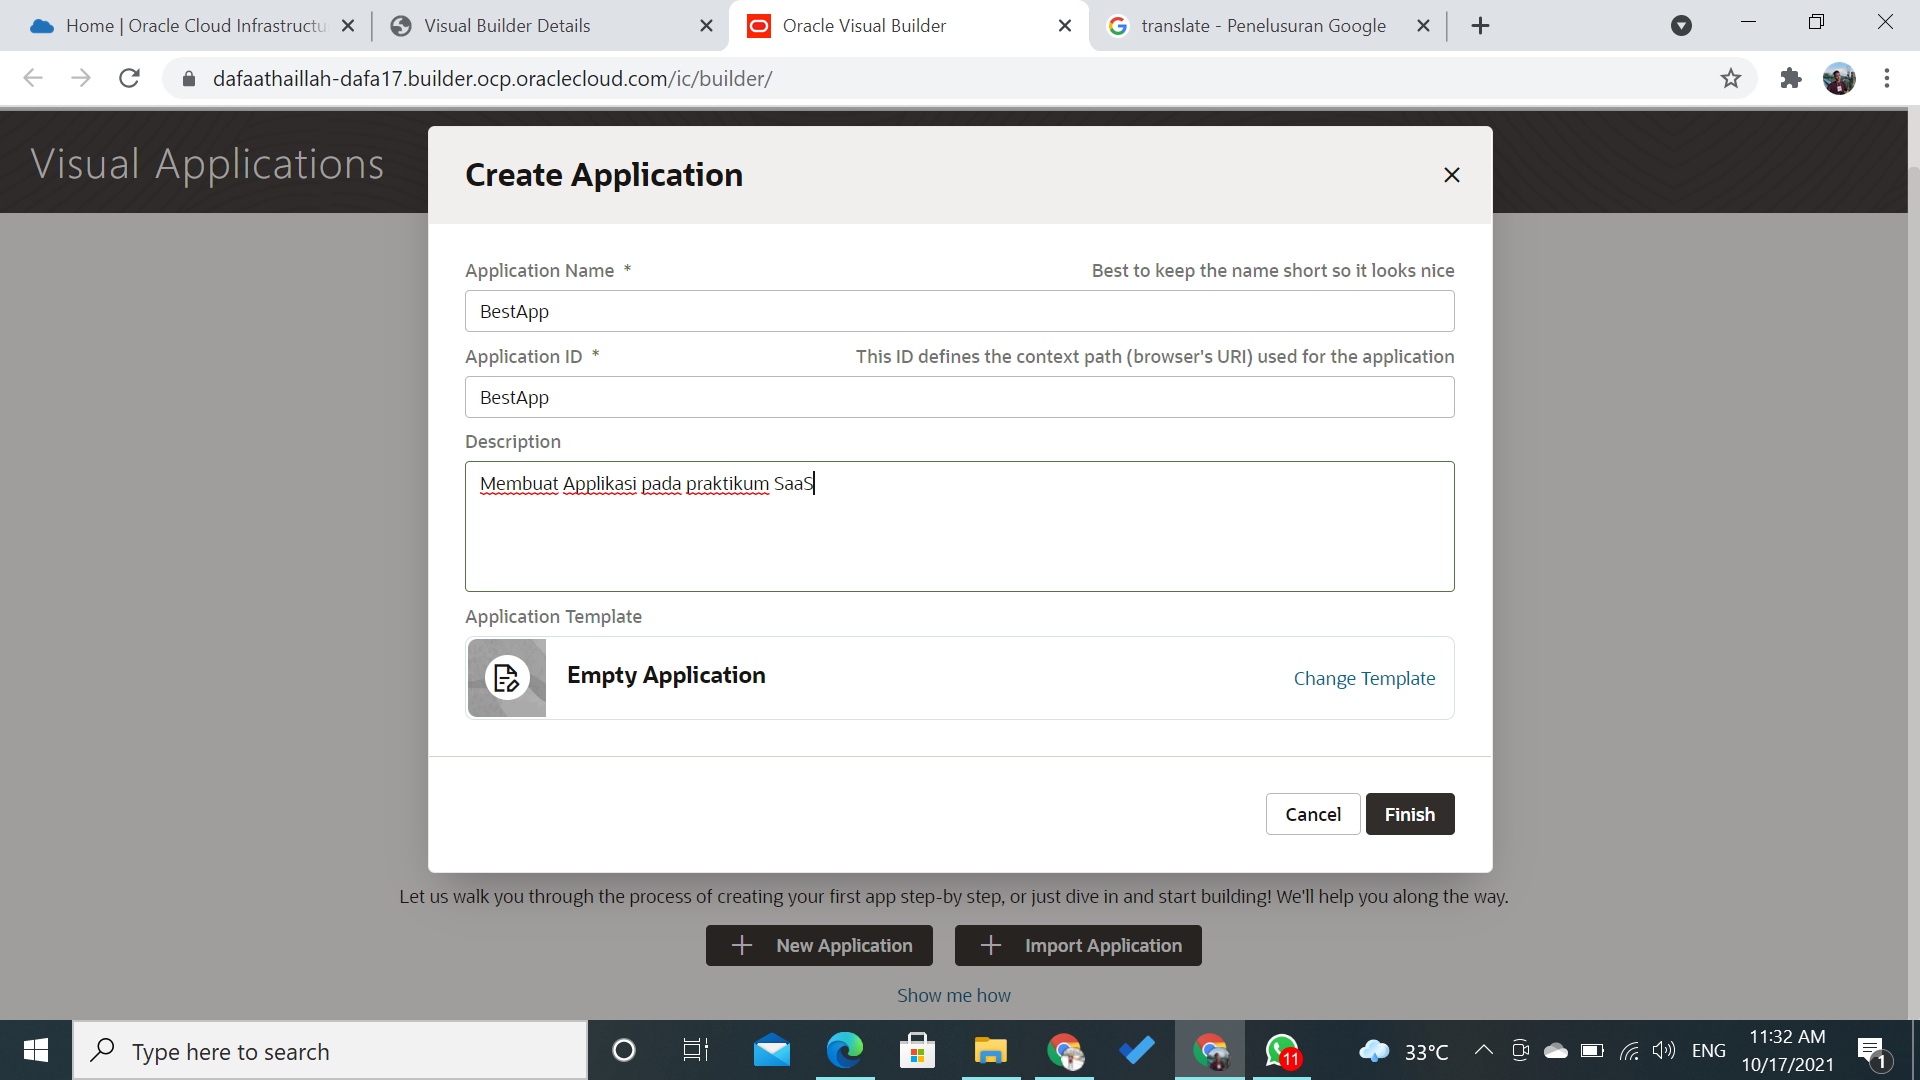 Home | Oracle Cloud Infrastructu
Visual Builder Details
Oracle Visual Builder
translate - Penelusuran Google
dafaathaillah-dafa17.builder.ocp.oraclecloud.com/ic/builder/
Visual Applications
Create Application
Application Name *
Best to keep the name short so it looks nice
BestApp
Application ID *
This ID defines the context path (browser's URI) used for the application
BestApp
Description
Membuat Applikasi pada praktikum SaaS
Application Template
Empty Application
Change Template
Cancel
Finish
Let us walk you through the process of creating your first app step-by step, or just dive in and start building! We'll help you along the way.
New Application
Import Application
Show me how
Type here to search
11
33°C
ENG
11:32 AM
10/17/2021
1